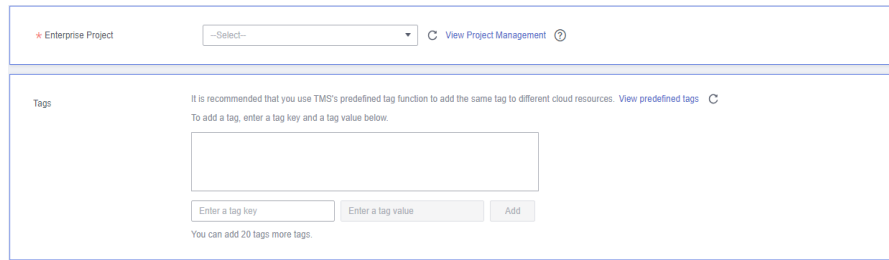 * Enterprise Project --Select-- View Project Management ?
Tags It is recommended that you use TMS's predefined tag function to add the same tag to different cloud resources. View predefined tags
To add a tag, enter a tag key and a tag value below.
Enter a tag key Enter a tag value Add
You can add 20 tags more tags.